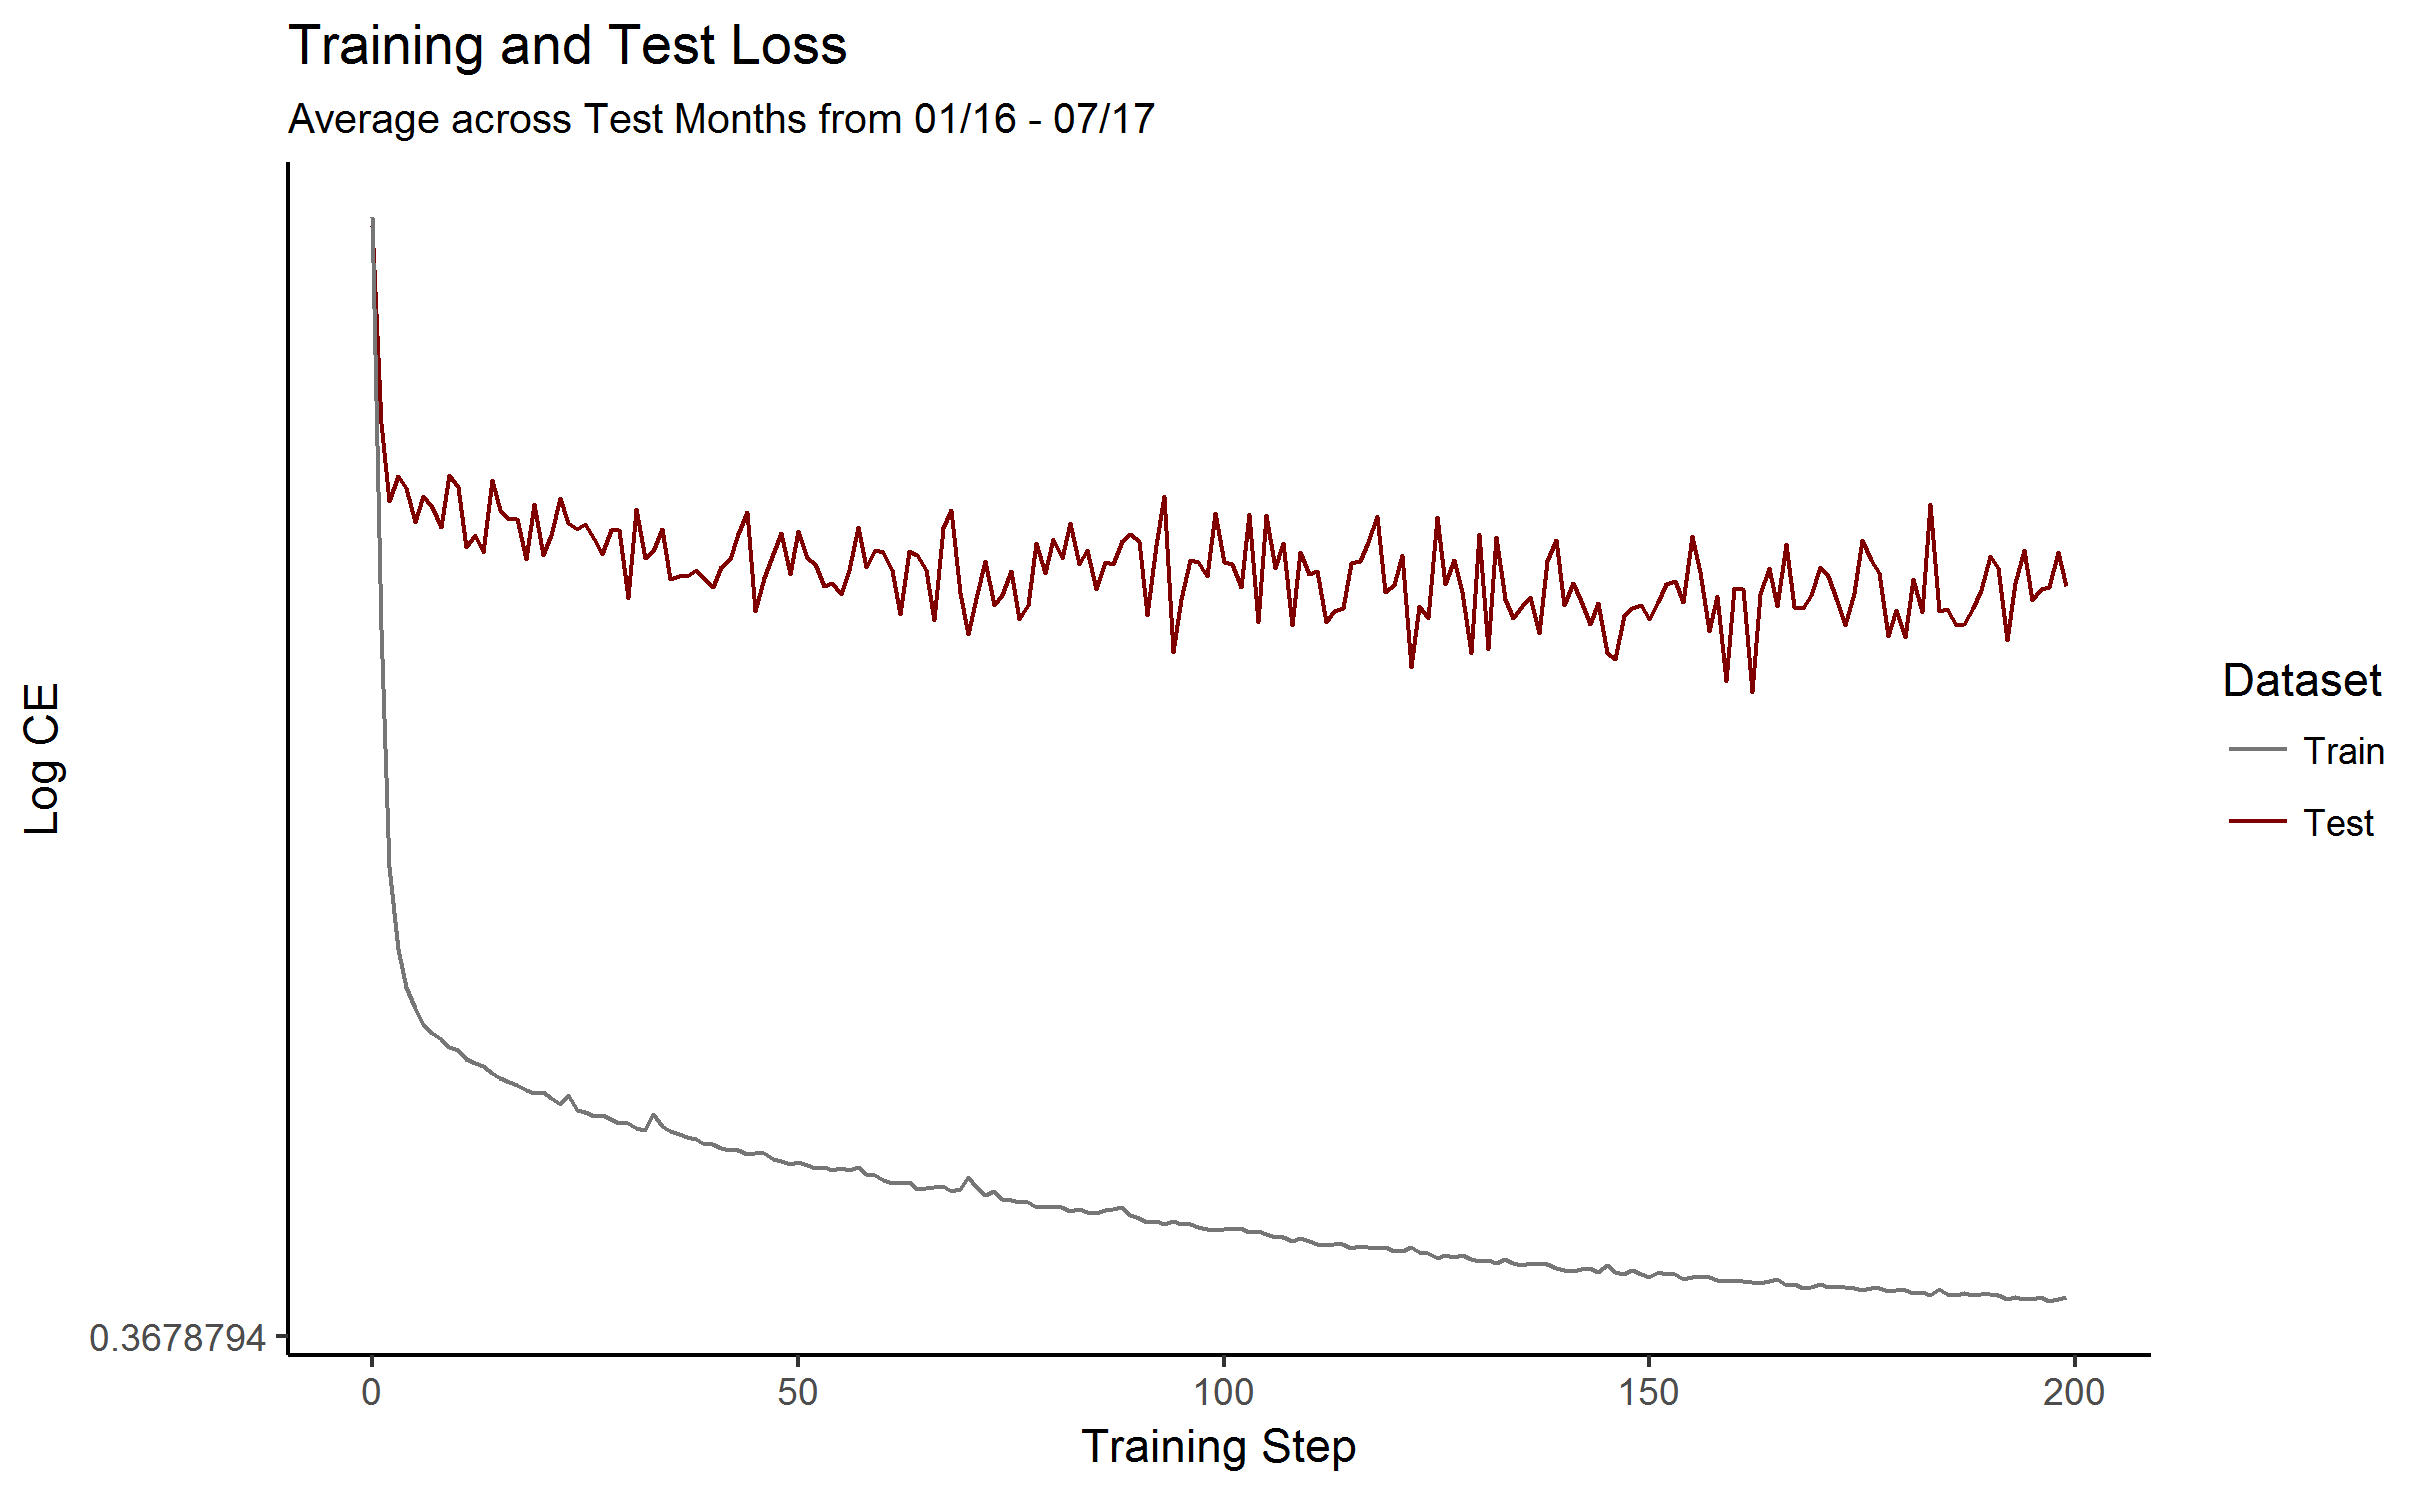 Training and Test Loss
Average across Test Months from 01/16 - 07/17
Log CE
0.3678794
0 50 100 150 200
Training Step
Dataset
Train
Test